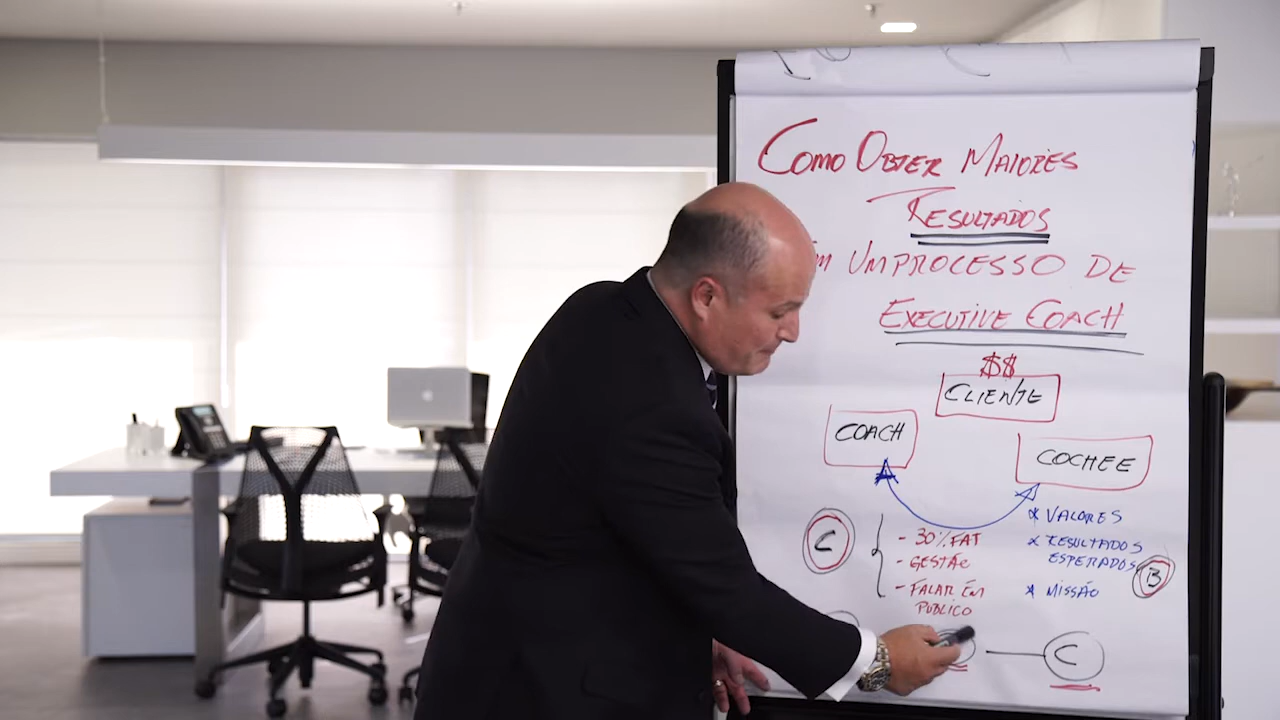 COMO OBTER MAIORES
RESULTADOS
EM UM PROCESSO DE
EXECUTIVE COACH
$$
CLIENTE
COACH
COCHEE
C
- 30% FAT
- GESTÃO
- FALAR EM
PÚBLICO
* VALORES
* RESULTADOS
ESPERADOS
* MISSÃO
B
C